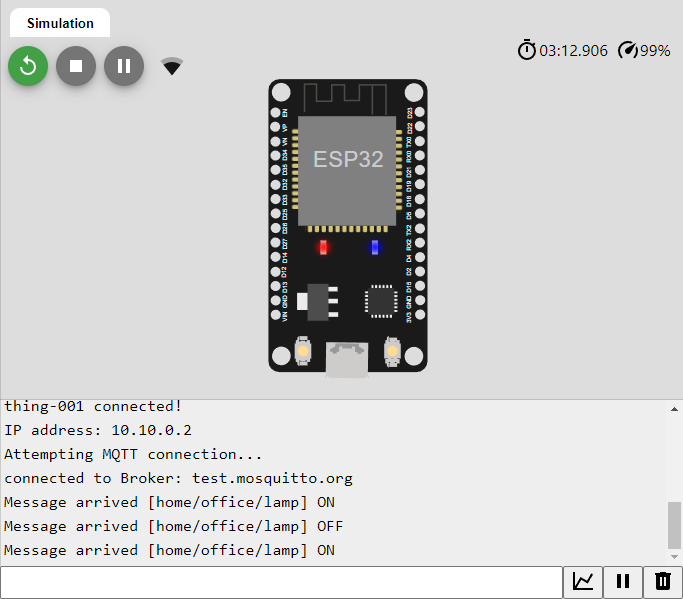 Simulation
03:12.906 99%
ESP32
EN
VP
VN
D34
D35
D32
D33
D25
D26
D27
D14
D12
D13
GND
VIN
D23
D22
TX0
RX0
D21
D19
D18
D5
TX2
RX2
D4
D2
D15
GND
3V3
thing-001 connected!
IP address: 10.10.0.2
Attempting MQTT connection...
connected to Broker: test.mosquitto.org
Message arrived [home/office/lamp] ON
Message arrived [home/office/lamp] OFF
Message arrived [home/office/lamp] ON